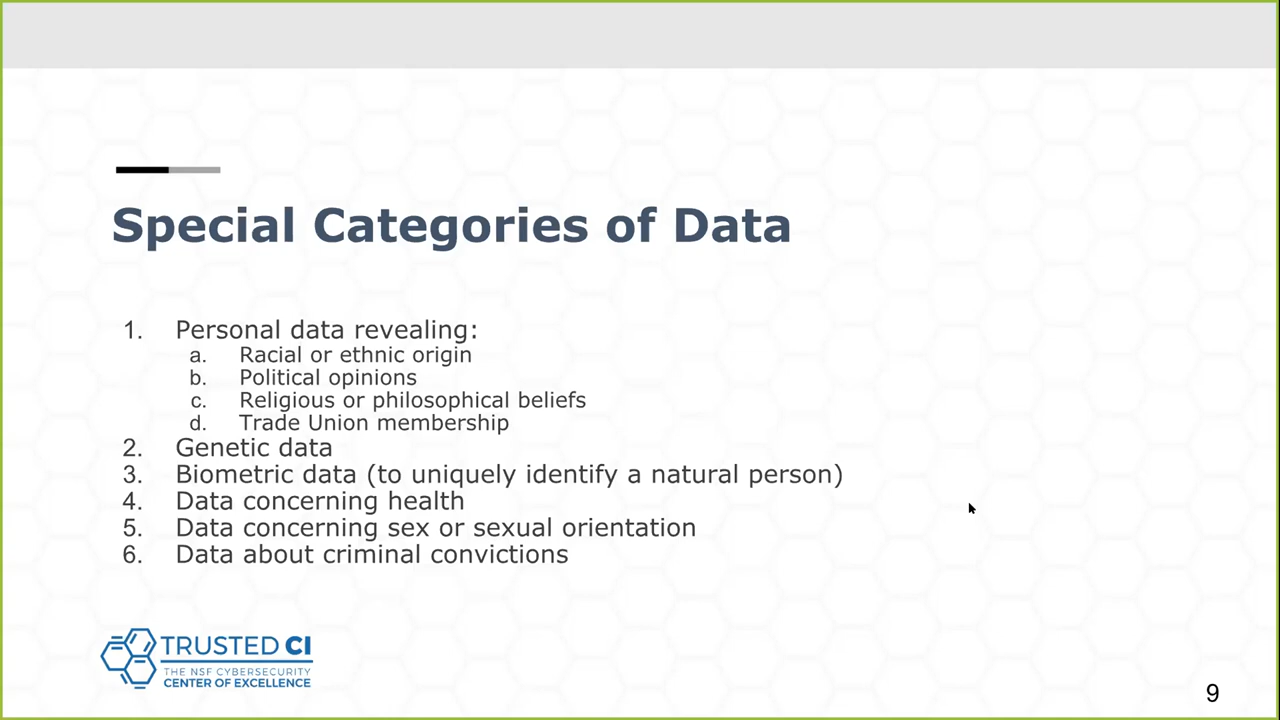 Special Categories of Data
1. Personal data revealing:
a. Racial or ethnic origin
b. Political opinions
c. Religious or philosophical beliefs
d. Trade Union membership
2. Genetic data
3. Biometric data (to uniquely identify a natural person)
4. Data concerning health
5. Data concerning sex or sexual orientation
6. Data about criminal convictions
TRUSTED CI
THE NSF CYBERSECURITY
CENTER OF EXCELLENCE
9